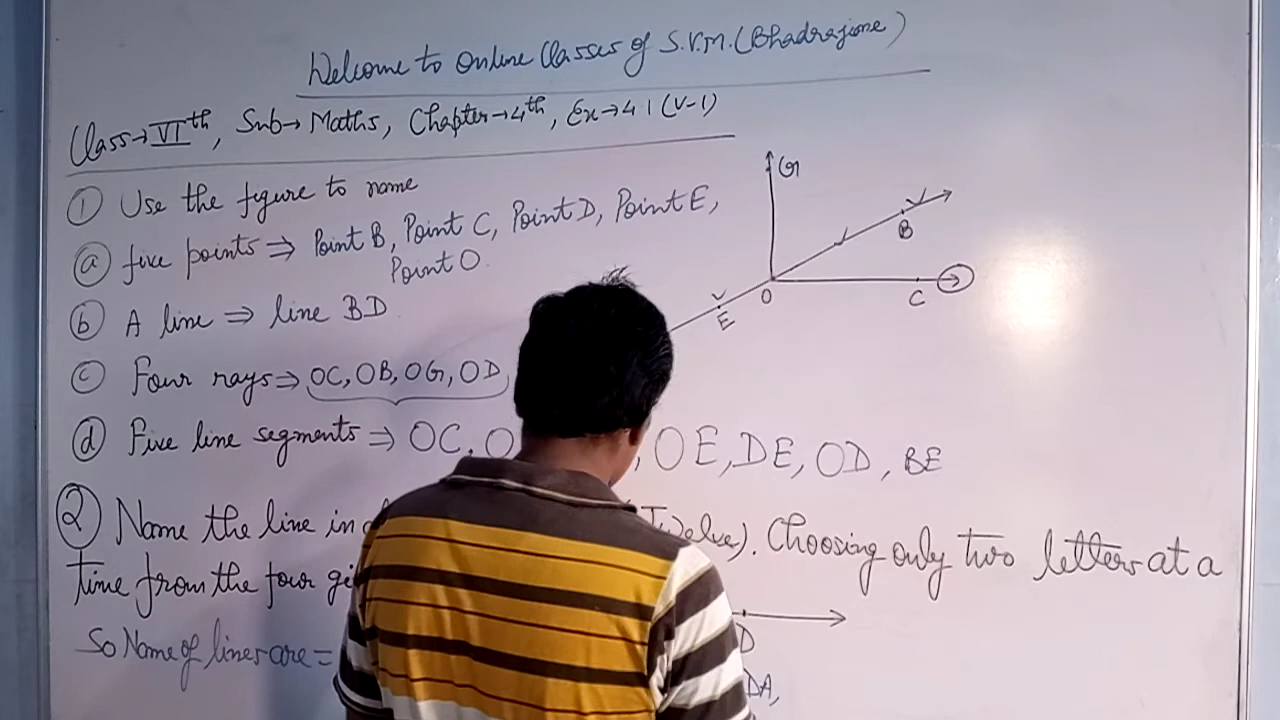 Welcome to Online Classes of S.V.M. (Bhadrajone)
Class→VIth, Sub→Maths, Chapter→4th, Ex→4.1 (V-1)
① Use the figure to name
ⓐ five points ⇒ Point B, Point C, Point D, Point E,
Point O.
ⓑ A line ⇒ line BD
ⓒ Four rays ⇒ OC, OB, OG, OD
ⓓ Five line segments ⇒ OC, O , OE, DE, OD, BE
② Name the line in Twelve). Choosing only two letters at a
time from the four
So Name of lines are =
DA,
G
B
O
C
E
D